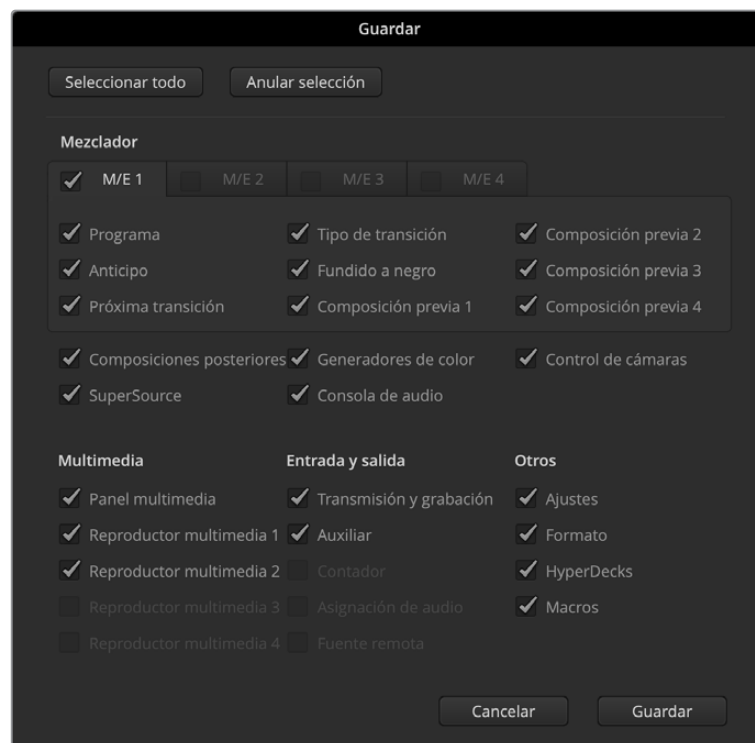 Guardar
Seleccionar todo Anular selección
Mezclador
M/E 1 M/E 2 M/E 3 M/E 4
Programa Tipo de transición Composición previa 2
Anticipo Fundido a negro Composición previa 3
Próxima transición Composición previa 1 Composición previa 4
Composiciones posteriores Generadores de color Control de cámaras
SuperSource Consola de audio
Multimedia Entrada y salida Otros
Panel multimedia Transmisión y grabación Ajustes
Reproductor multimedia 1 Auxiliar Formato
Reproductor multimedia 2 Contador HyperDecks
Reproductor multimedia 3 Asignación de audio Macros
Reproductor multimedia 4 Fuente remota
Cancelar Guardar